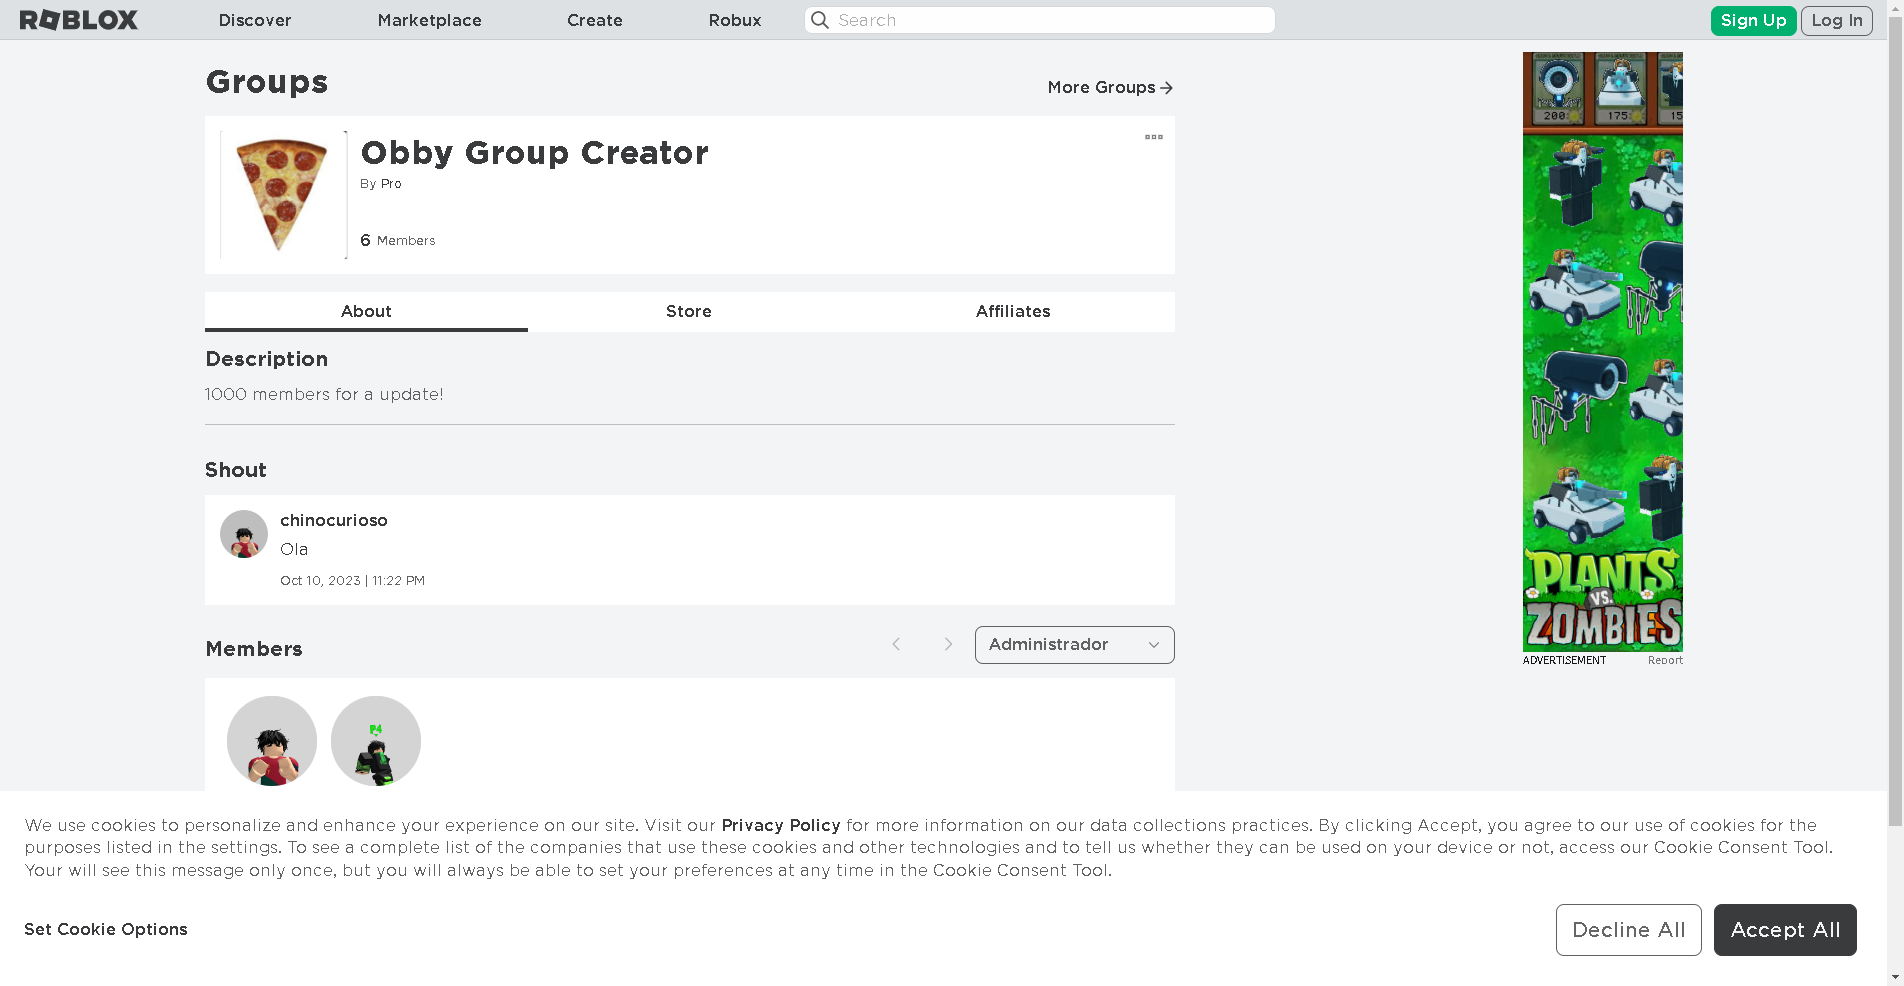 ROBLOX
Discover
Marketplace
Create
Robux
Search
Sign Up
Log In
Groups
More Groups
Obby Group Creator
By Pro
6 Members
About
Store
Affiliates
Description
1000 members for a update!
Shout
chinocurioso
Ola
Oct 10, 2023 | 11:22 PM
Members
Administrador
P4
200
175
15
PLANTS
VS.
ZOMBIES
ADVERTISEMENT
Report
We use cookies to personalize and enhance your experience on our site. Visit our Privacy Policy for more information on our data collections practices. By clicking Accept, you agree to our use of cookies for the
purposes listed in the settings. To see a complete list of the companies that use these cookies and other technologies and to tell us whether they can be used on your device or not, access our Cookie Consent Tool.
Your will see this message only once, but you will always be able to set your preferences at any time in the Cookie Consent Tool.
Set Cookie Options
Decline All
Accept All